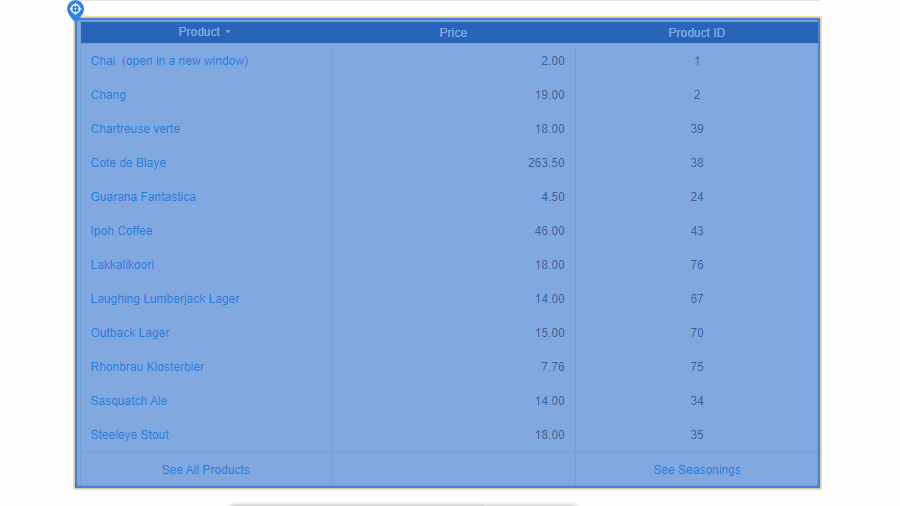 Product Price Product ID
Chai (open in a new window) 2.00 1
Chang 19.00 2
Chartreuse verte 18.00 39
Cote de Blaye 263.50 38
Guarana Fantastica 4.50 24
Ipoh Coffee 46.00 43
Lakkalikoori 18.00 76
Laughing Lumberjack Lager 14.00 67
Outback Lager 15.00 70
Rhonbrau Klosterbier 7.76 75
Sasquatch Ale 14.00 34
Steeleye Stout 18.00 35
See All Products See Seasonings